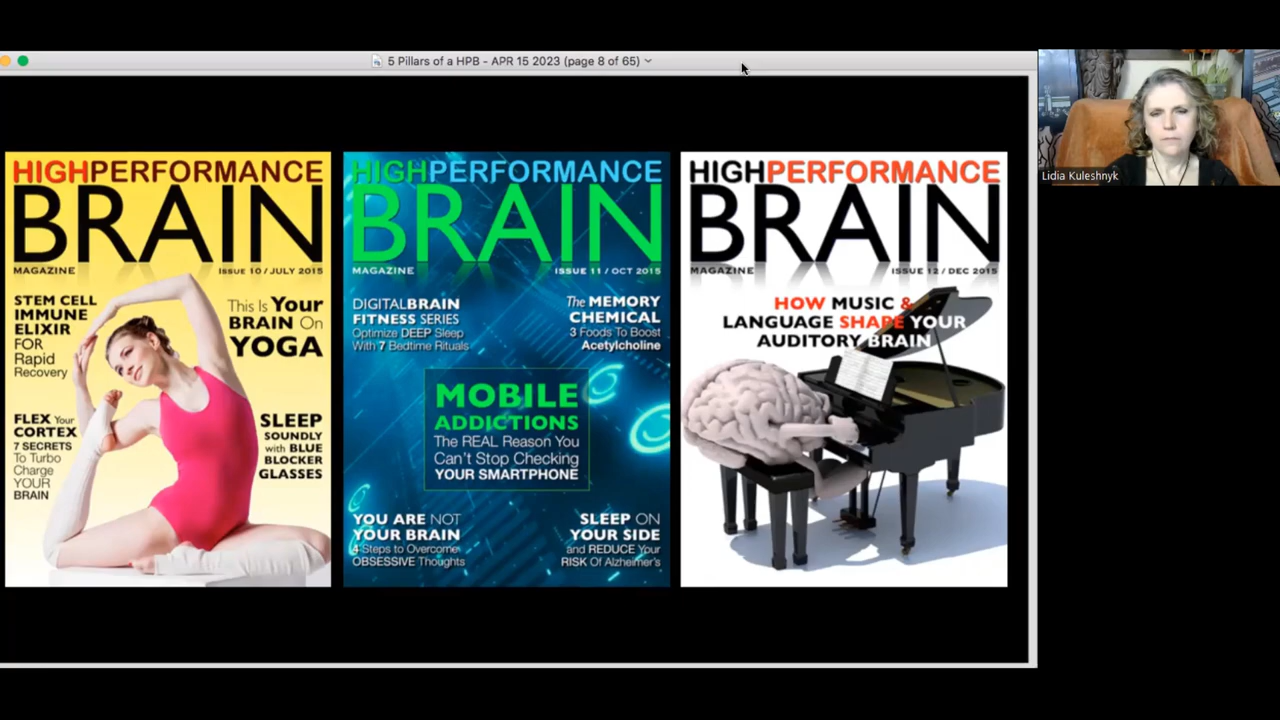 5 Pillars of a HPB - APR 15 2023 (page 8 of 65)
Lidia Kuleshnyk
HIGHPERFORMANCE
BRAIN
MAGAZINE
ISSUE 10 / JULY 2015
STEM CELL
IMMUNE
ELIXIR
FOR
Rapid
Recovery
This Is Your
BRAIN On
YOGA
FLEX Your
CORTEX
7 SECRETS
To Turbo
Charge
YOUR
BRAIN
SLEEP
SOUNDLY
with BLUE
BLOCKER
GLASSES
HIGHPERFORMANCE
BRAIN
MAGAZINE
ISSUE 11 / OCT 2015
DIGITALBRAIN
FITNESS SERIES
Optimize DEEP Sleep
With 7 Bedtime Rituals
The MEMORY
CHEMICAL
3 Foods To Boost
Acetylcholine
MOBILE
ADDICTIONS
The REAL Reason You
Can't Stop Checking
YOUR SMARTPHONE
YOU ARE NOT
YOUR BRAIN
4 Steps to Overcome
OBSESSIVE Thoughts
SLEEP ON
YOUR SIDE
and REDUCE Your
RISK Of Alzheimer's
HIGHPERFORMANCE
BRAIN
MAGAZINE
ISSUE 12 / DEC 2015
HOW MUSIC &
LANGUAGE SHAPE YOUR
AUDITORY BRAIN